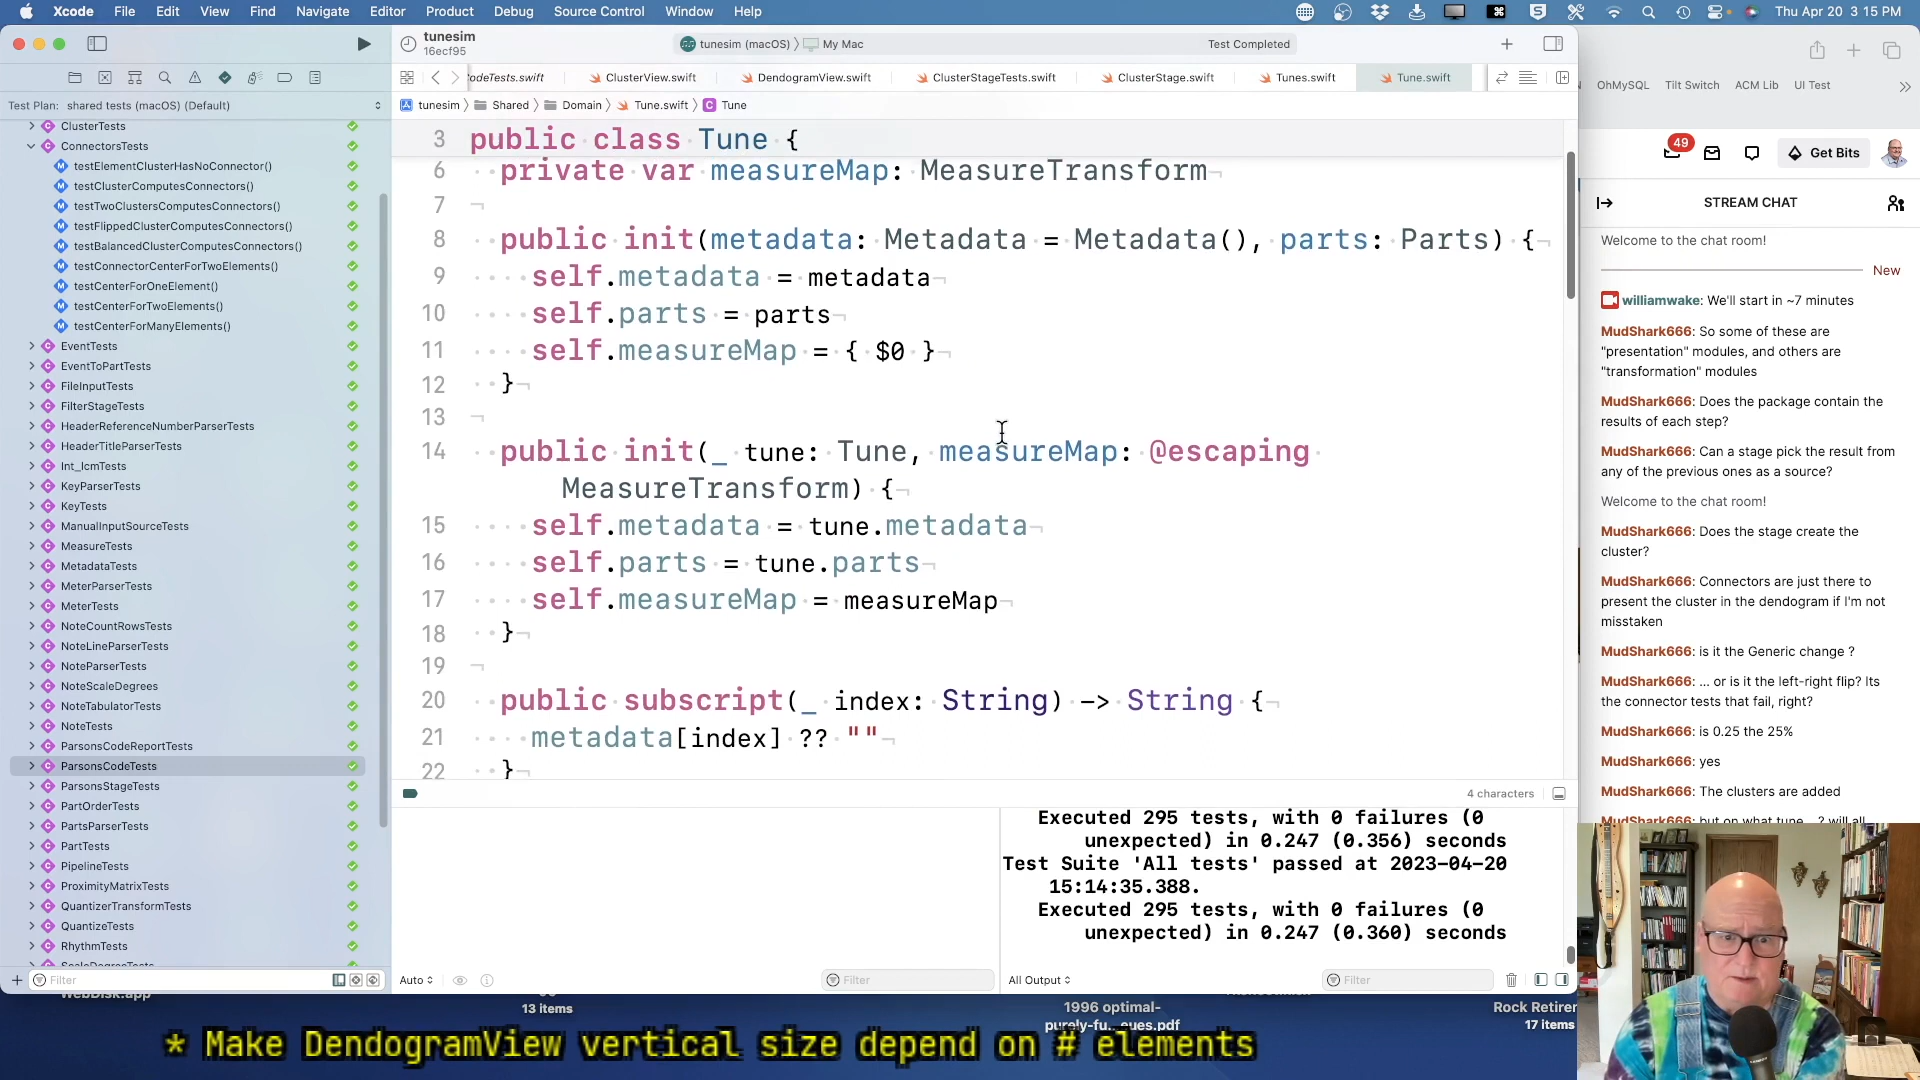 Xcode File Edit View Find Navigate Editor Product Debug Source Control Window Help
Thu Apr 20 3 15 PM
tunesim
16ecf95
tunesim (macOS) My Mac
Test Completed
odeTests.swift
ClusterView.swift
DendogramView.swift
ClusterStageTests.swift
ClusterStage.swift
Tunes.swift
Tune.swift
Test Plan: shared tests (macOS) (Default)
tunesim Shared Domain Tune.swift Tune
ClusterTests
ConnectorsTests
testElementClusterHasNoConnector()
testClusterComputesConnectors()
testTwoClustersComputesConnectors()
testFlippedClusterComputesConnectors()
testBalancedClusterComputesConnectors()
testConnectorCenterForTwoElements()
testCenterForOneElement()
testCenterForTwoElements()
testCenterForManyElements()
EventTests
EventToPartTests
FileInputTests
FilterStageTests
HeaderReferenceNumberParserTests
HeaderTitleParserTests
Int_lcmTests
KeyParserTests
KeyTests
ManualInputSourceTests
MeasureTests
MetadataTests
MeterParserTests
MeterTests
NoteCountRowsTests
NoteLineParserTests
NoteParserTests
NoteScaleDegrees
NoteTabulatorTests
NoteTests
ParsonsCodeReportTests
ParsonsCodeTests
ParsonsStageTests
PartOrderTests
PartsParserTests
PartTests
PipelineTests
ProximityMatrixTests
QuantizerTransformTests
QuantizeTests
RhythmTests
ScaleDegreeTests
Filter
3 public class Tune {
6 private var measureMap: MeasureTransform
7
8 public init(metadata: Metadata = Metadata(), parts: Parts) {
9 self.metadata = metadata
10 self.parts = parts
11 self.measureMap = { $0 }
12 }
13
14 public init(_ tune: Tune, measureMap: @escaping
MeasureTransform) {
15 self.metadata = tune.metadata
16 self.parts = tune.parts
17 self.measureMap = measureMap
18 }
19
20 public subscript(_ index: String) -> String {
21 metadata[index] ?? ""
22 }
4 characters
Executed 295 tests, with 0 failures (0
unexpected) in 0.247 (0.356) seconds
Test Suite 'All tests' passed at 2023-04-20
15:14:35.388.
Executed 295 tests, with 0 failures (0
unexpected) in 0.247 (0.360) seconds
Auto
Filter
All Output
Filter
OhMySQL Tilt Switch ACM Lib UI Test
49
Get Bits
STREAM CHAT
Welcome to the chat room!
New
williamwake: We'll start in ~7 minutes
MudShark666: So some of these are
"presentation" modules, and others are
"transformation" modules
MudShark666: Does the package contain the
results of each step?
MudShark666: Can a stage pick the result from
any of the previous ones as a source?
Welcome to the chat room!
MudShark666: Does the stage create the
cluster?
MudShark666: Connectors are just there to
present the cluster in the dendogram if I'm not
misstaken
MudShark666: is it the Generic change ?
MudShark666: ... or is it the left-right flip? Its
the connector tests that fail, right?
MudShark666: is 0.25 the 25%
MudShark666: yes
MudShark666: The clusters are added
MudShark666: but on what tune...? will all
WebDisk.app
13 items
1996 optimal-
purely-fu...eues.pdf
Rock Retirer
17 items
* Make DendogramView vertical size depend on # elements